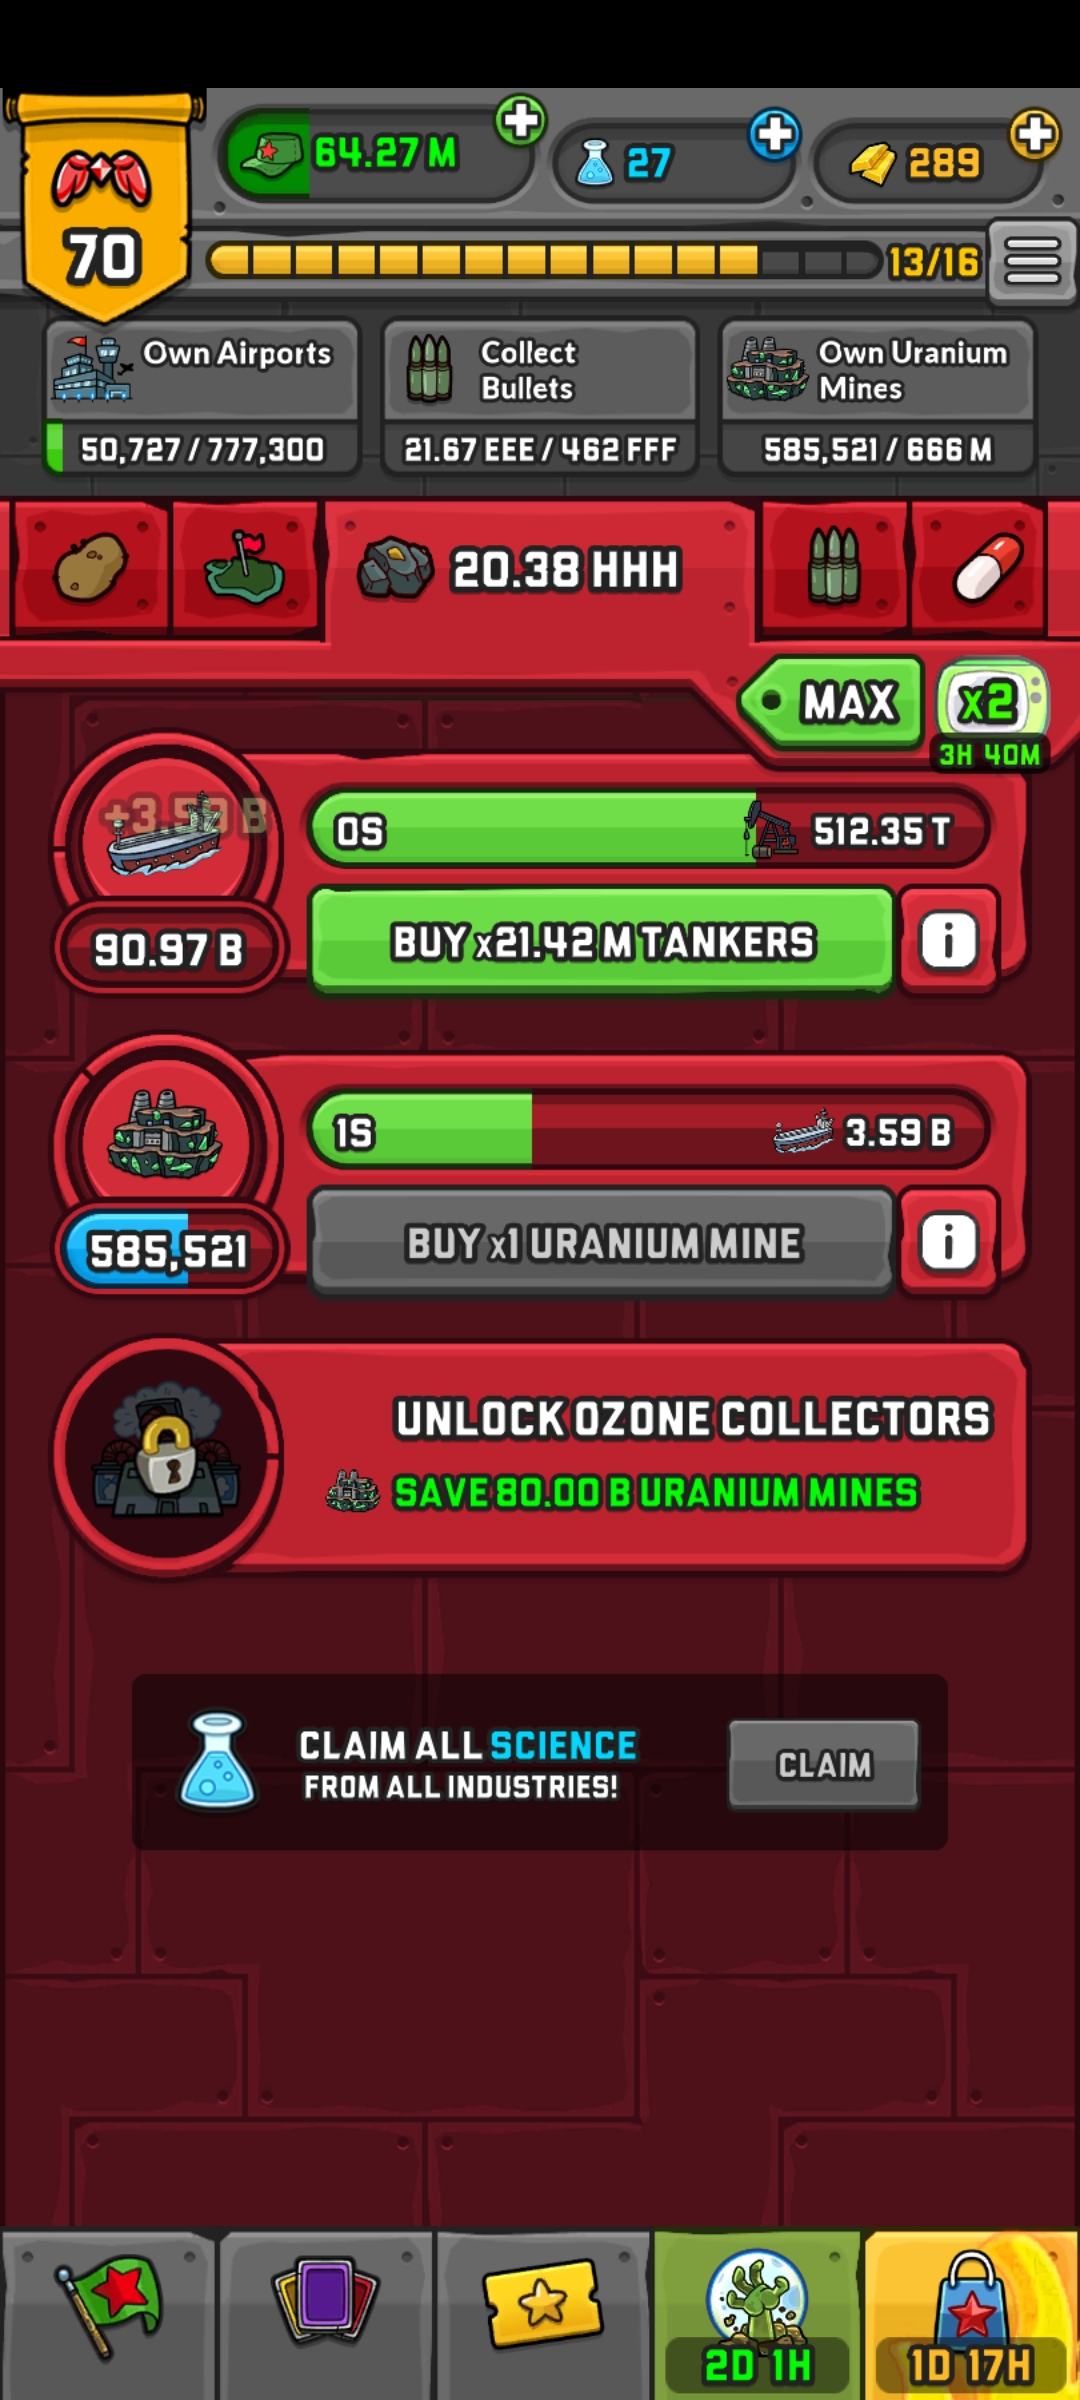 64.27 M
27
289
70
13/16
Own Airports
50,727 / 777,300
Collect
Bullets
21.67 EEE / 462 FFF
Own Uranium
Mines
585,521 / 666 M
20.38 HHH
MAX
x2
3H 40M
+3.59 B
0S
512.35 T
90.97 B
BUY x21.42 M TANKERS
i
1S
3.59 B
585,521
BUY x1 URANIUM MINE
i
UNLOCK OZONE COLLECTORS
SAVE 80.00 B URANIUM MINES
CLAIM ALL SCIENCE
FROM ALL INDUSTRIES!
CLAIM
2D 1H
1D 17H